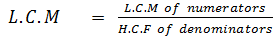 L.C.M = L.C.M of numerators / H.C.F of denominators